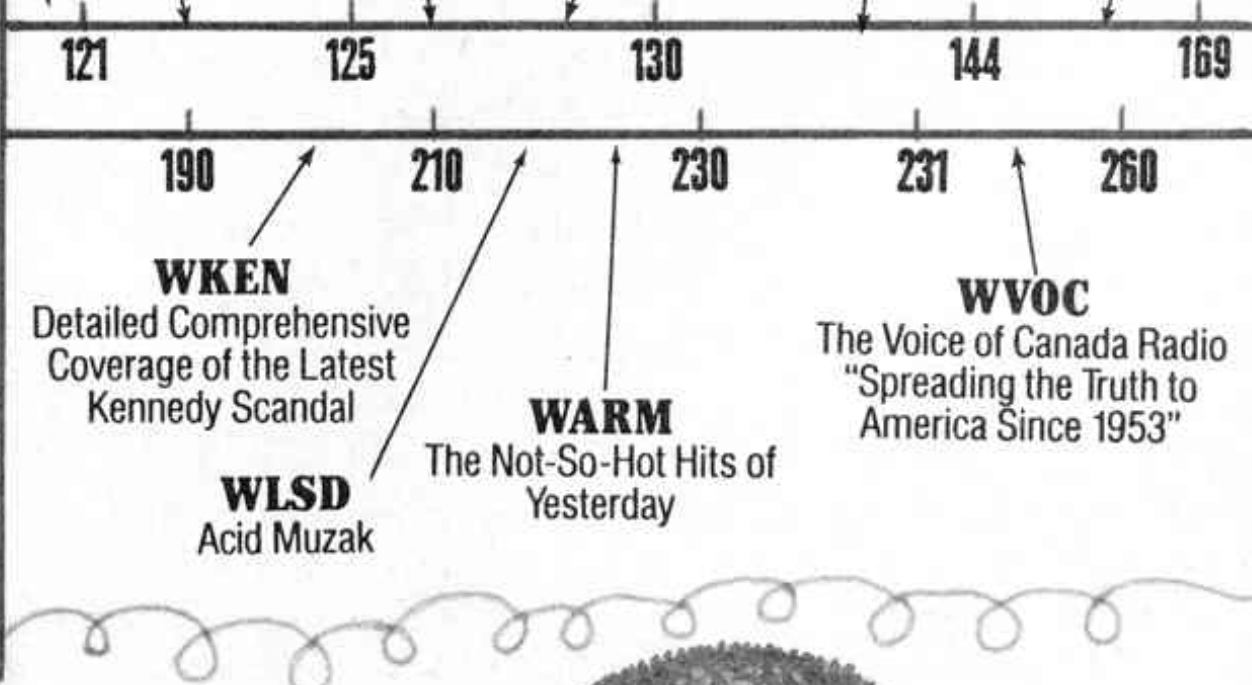 121 125 130 144 169
190 210 230 231 260
WKEN
Detailed Comprehensive
Coverage of the Latest
Kennedy Scandal
WLSD
Acid Muzak
WARM
The Not-So-Hot Hits of
Yesterday
WVOC
The Voice of Canada Radio
“Spreading the Truth to
America Since 1953”